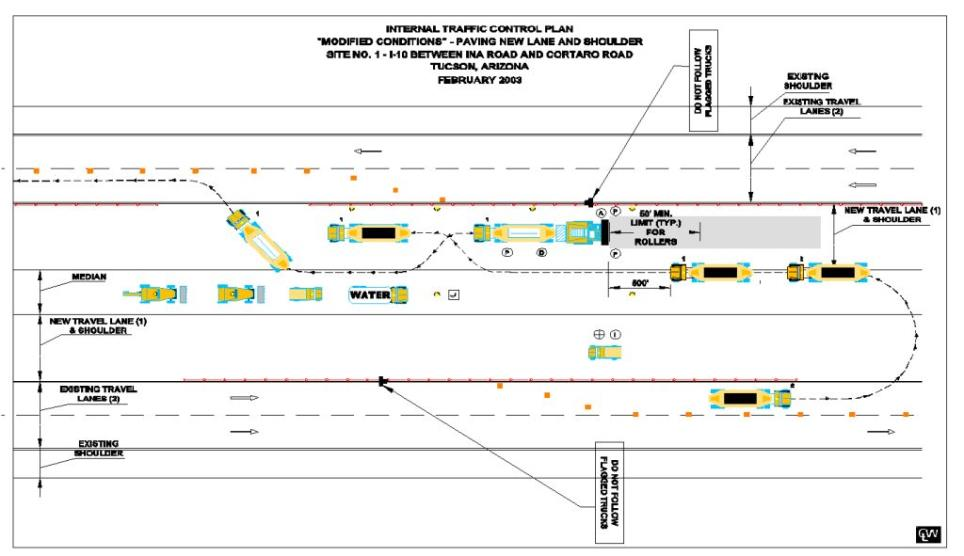 INTERNAL TRAFFIC CONTROL PLAN
"MODIFIED CONDITIONS" - PAVING NEW LANE AND SHOULDER
SITE NO. 1 - I-10 BETWEEN INA ROAD AND CORTARO ROAD
TUCSON, ARIZONA
FEBRUARY 2003
DO NOT FOLLOW
FLAGGED TRUCKS
EXISTING
SHOULDER
EXISTING TRAVEL
LANES (2)
1
1
1
A
P
50' MIN.
LIMIT (TYP.)
FOR
ROLLERS
NEW TRAVEL LANE (1)
& SHOULDER
P
D
P
MEDIAN
WATER
500'
NEW TRAVEL LANE (1)
& SHOULDER
I
EXISTING TRAVEL
LANES (2)
EXISTING
SHOULDER
DO NOT FOLLOW
FLAGGED TRUCKS